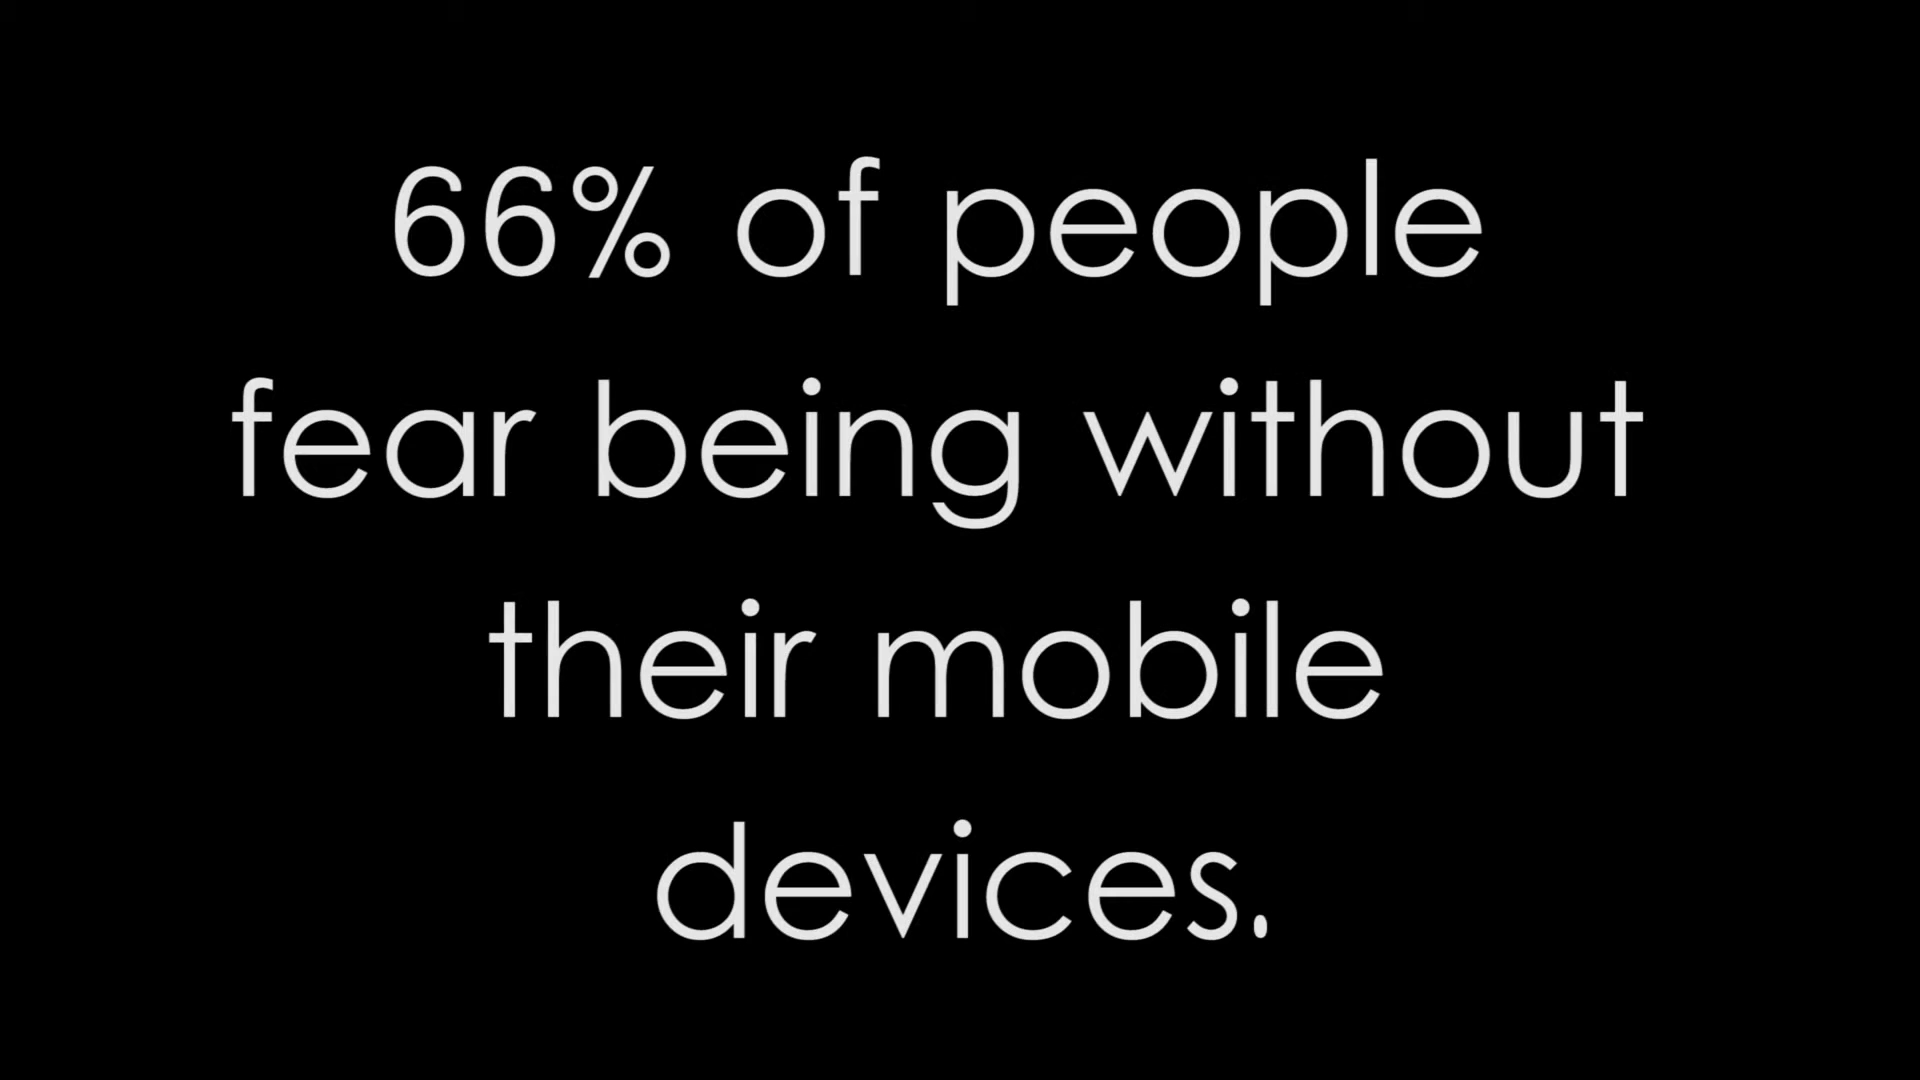 66% of people
fear being without
their mobile
devices.